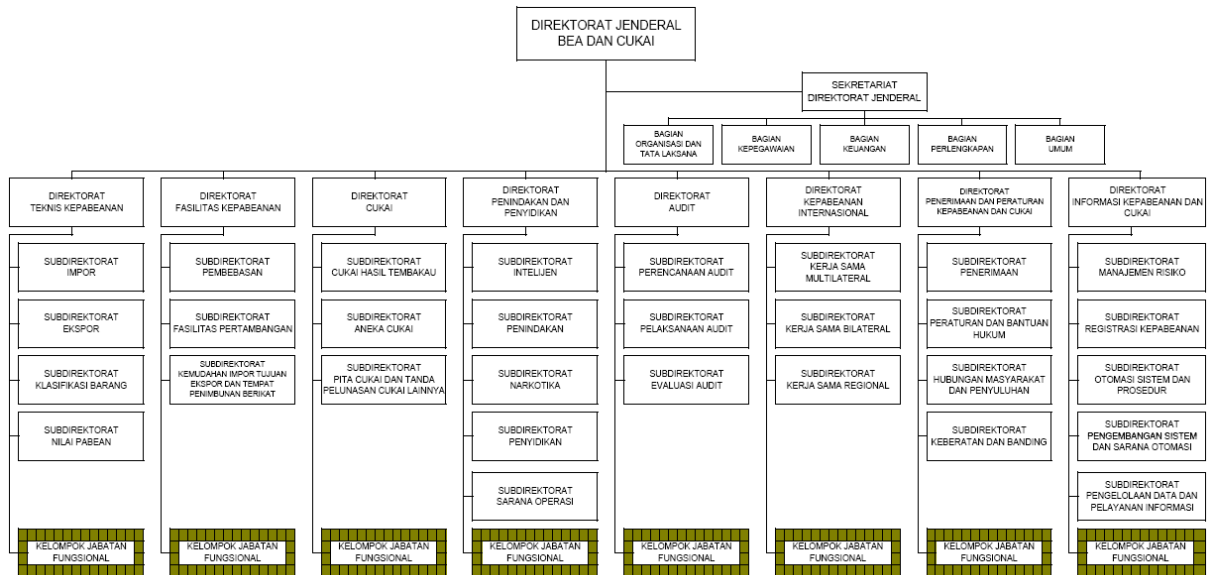 DIREKTORAT JENDERAL
BEA DAN CUKAI
SEKRETARIAT
DIREKTORAT JENDERAL
BAGIAN
ORGANISASI DAN
TATA LAKSANA
BAGIAN
KEPEGAWAIAN
BAGIAN
KEUANGAN
BAGIAN
PERLENGKAPAN
BAGIAN
UMUM
DIREKTORAT
TEKNIS KEPABEANAN
SUBDIREKTORAT
IMPOR
SUBDIREKTORAT
EKSPOR
SUBDIREKTORAT
KLASIFIKASI BARANG
SUBDIREKTORAT
NILAI PABEAN
KELOMPOK JABATAN
FUNGSIONAL
DIREKTORAT
FASILITAS KEPABEANAN
SUBDIREKTORAT
PEMBEBASAN
SUBDIREKTORAT
FASILITAS PERTAMBANGAN
SUBDIREKTORAT
KEMUDAHAN IMPOR TUJUAN
EKSPOR DAN TEMPAT
PENIMBUNAN BERIKAT
KELOMPOK JABATAN
FUNGSIONAL
DIREKTORAT
CUKAI
SUBDIREKTORAT
CUKAI HASIL TEMBAKAU
SUBDIREKTORAT
ANEKA CUKAI
SUBDIREKTORAT
PITA CUKAI DAN TANDA
PELUNASAN CUKAI LAINNYA
KELOMPOK JABATAN
FUNGSIONAL
DIREKTORAT
PENINDAKAN DAN
PENYIDIKAN
SUBDIREKTORAT
INTELIJEN
SUBDIREKTORAT
PENINDAKAN
SUBDIREKTORAT
NARKOTIKA
SUBDIREKTORAT
PENYIDIKAN
SUBDIREKTORAT
SARANA OPERASI
KELOMPOK JABATAN
FUNGSIONAL
DIREKTORAT
AUDIT
SUBDIREKTORAT
PERENCANAAN AUDIT
SUBDIREKTORAT
PELAKSANAAN AUDIT
SUBDIREKTORAT
EVALUASI AUDIT
KELOMPOK JABATAN
FUNGSIONAL
DIREKTORAT
KEPABEANAN
INTERNASIONAL
SUBDIREKTORAT
KERJA SAMA
MULTILATERAL
SUBDIREKTORAT
KERJA SAMA BILATERAL
SUBDIREKTORAT
KERJA SAMA REGIONAL
KELOMPOK JABATAN
FUNGSIONAL
DIREKTORAT
PENERIMAAN DAN PERATURAN
KEPABEANAN DAN CUKAI
SUBDIREKTORAT
PENERIMAAN
SUBDIREKTORAT
PERATURAN DAN BANTUAN
HUKUM
SUBDIREKTORAT
HUBUNGAN MASYARAKAT
DAN PENYULUHAN
SUBDIREKTORAT
KEBERATAN DAN BANDING
KELOMPOK JABATAN
FUNGSIONAL
DIREKTORAT
INFORMASI KEPABEANAN DAN
CUKAI
SUBDIREKTORAT
MANAJEMEN RISIKO
SUBDIREKTORAT
REGISTRASI KEPABEANAN
SUBDIREKTORAT
OTOMASI SISTEM DAN
PROSEDUR
SUBDIREKTORAT
PENGEMBANGAN SISTEM
DAN SARANA OTOMASI
SUBDIREKTORAT
PENGELOLAAN DATA DAN
PELAYANAN INFORMASI
KELOMPOK JABATAN
FUNGSIONAL